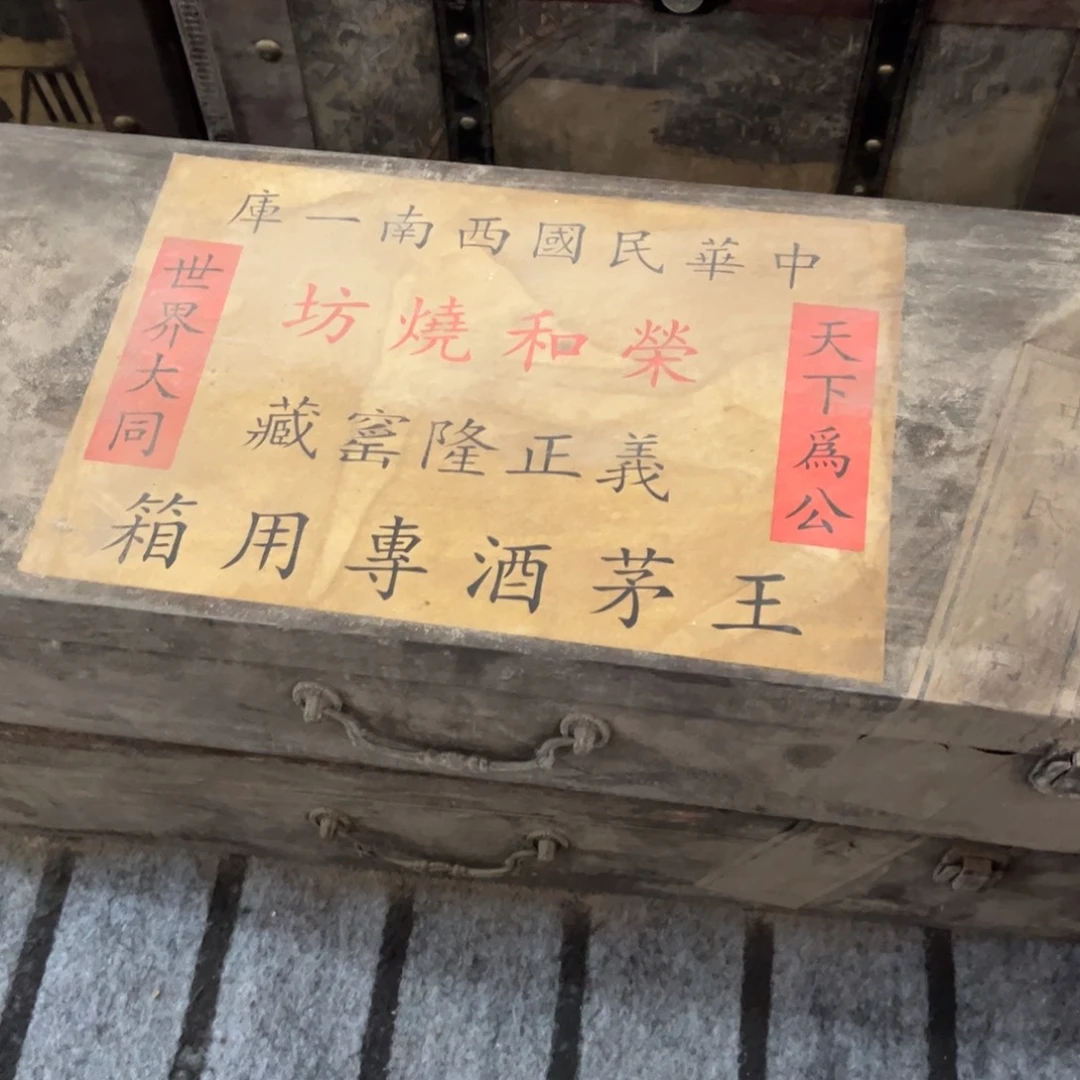 中華民國西南一庫
天下爲公
榮和燒坊
義正隆窖藏
王茅酒專用箱
世界大同